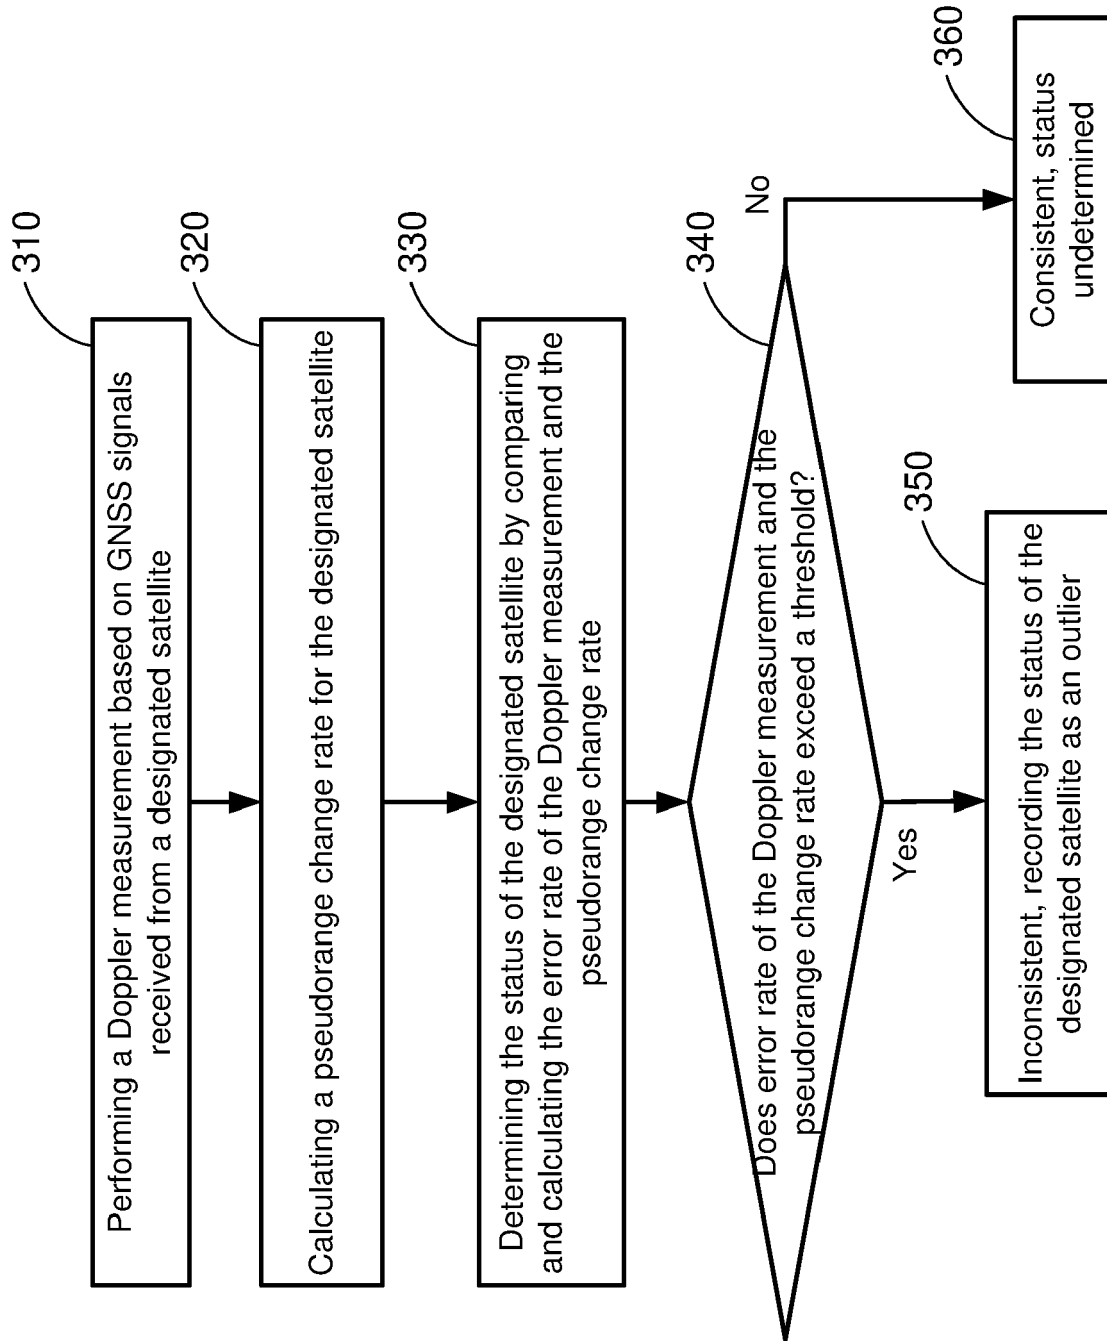 310
Performing a Doppler measurement based on GNSS signals
received from a designated satellite
320
Calculating a pseudorange change rate for the designated satellite
330
Determining the status of the designated satellite by comparing
and calculating the error rate of the Doppler measurement and the
pseudorange change rate
340
Does error rate of the Doppler measurement and the
pseudorange change rate exceed a threshold?
No
Yes
350
Inconsistent, recording the status of the
designated satellite as an outlier
360
Consistent, status
undetermined